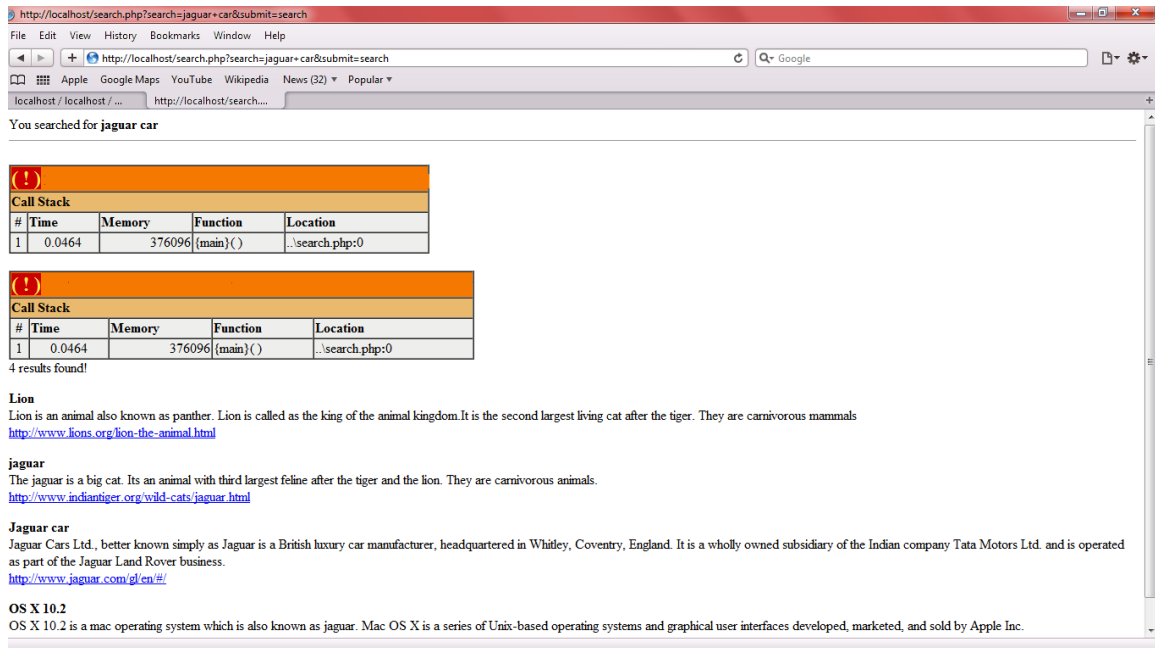 http://localhost/search.php?search=jaguar+car&submit=search
File Edit View History Bookmarks Window Help
http://localhost/search.php?search=jaguar+car&submit=search Google
Apple Google Maps YouTube Wikipedia News (32) Popular
localhost / localhost / ... http://localhost/search....
You searched for jaguar car
( ! )
Call Stack
# Time Memory Function Location
1 0.0464 376096 {main}( ) ..\search.php:0
( ! )
Call Stack
# Time Memory Function Location
1 0.0464 376096 {main}( ) ..\search.php:0
4 results found!
Lion
Lion is an animal also known as panther. Lion is called as the king of the animal kingdom.It is the second largest living cat after the tiger. They are carnivorous mammals
http://www.lions.org/lion-the-animal.html
jaguar
The jaguar is a big cat. Its an animal with third largest feline after the tiger and the lion. They are carnivorous animals.
http://www.indiantiger.org/wild-cats/jaguar.html
Jaguar car
Jaguar Cars Ltd., better known simply as Jaguar is a British luxury car manufacturer, headquartered in Whitley, Coventry, England. It is a wholly owned subsidiary of the Indian company Tata Motors Ltd. and is operated
as part of the Jaguar Land Rover business.
http://www.jaguar.com/gl/en/#/
OS X 10.2
OS X 10.2 is a mac operating system which is also known as jaguar. Mac OS X is a series of Unix-based operating systems and graphical user interfaces developed, marketed, and sold by Apple Inc.